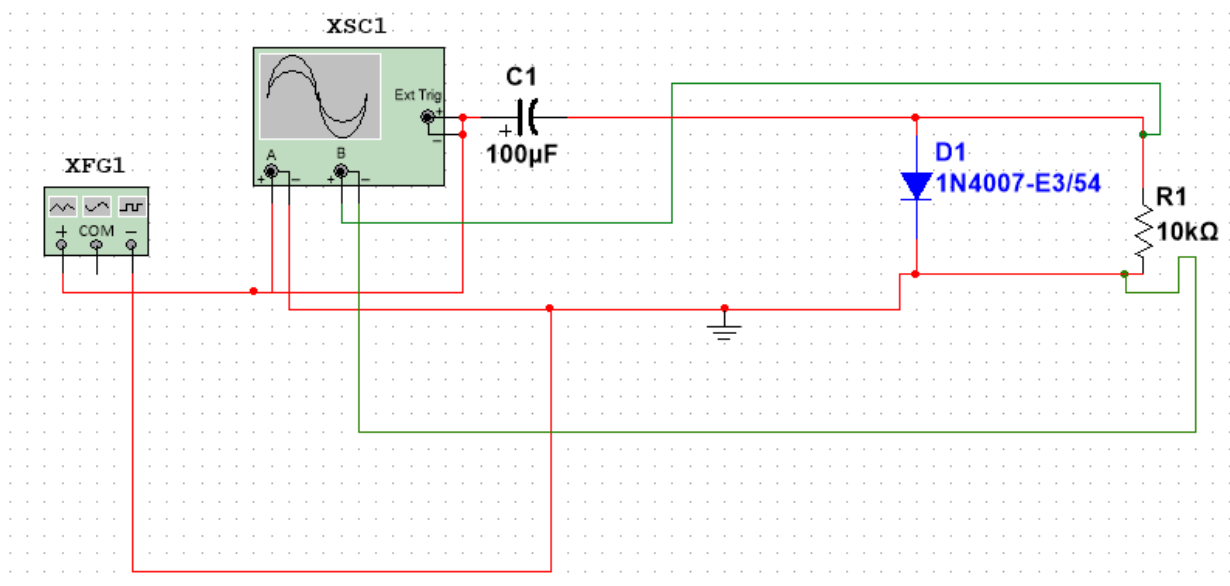 XSC1
Ext Trig
+
−
A
B
+ − + −
XFG1
+ COM −
C1
+
100µF
D1
1N4007-E3/54
R1
10kΩ